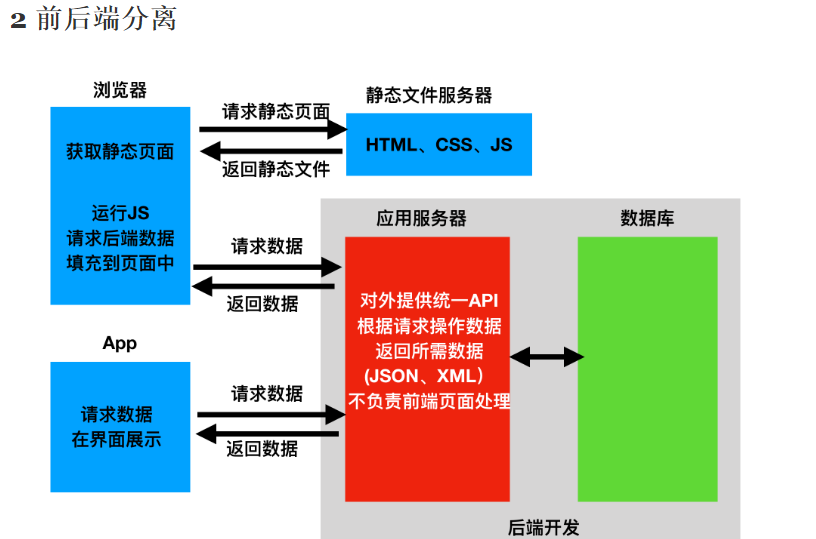 2 前后端分离
浏览器
获取静态页面
运行JS
请求后端数据
填充到页面中
请求静态页面
返回静态文件
静态文件服务器
HTML、CSS、JS
请求数据
返回数据
应用服务器
对外提供统一API
根据请求操作数据
返回所需数据
(JSON、XML）
不负责前端页面处理
数据库
App
请求数据
在界面展示
请求数据
返回数据
后端开发